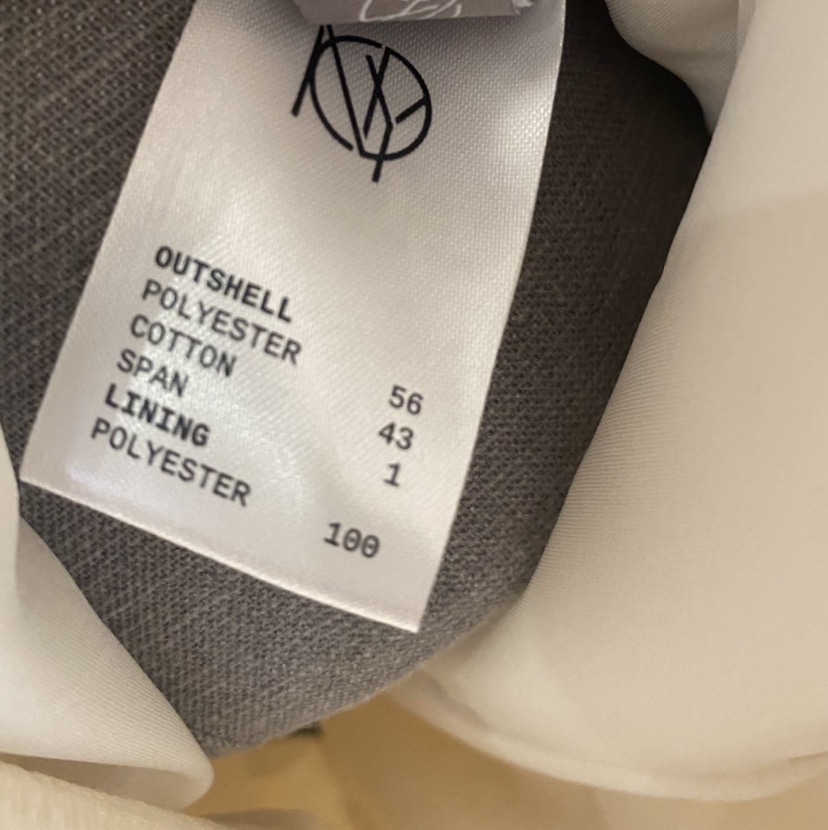 OUTSHELL
POLYESTER 56
COTTON 43
SPAN 1
LINING
POLYESTER 100